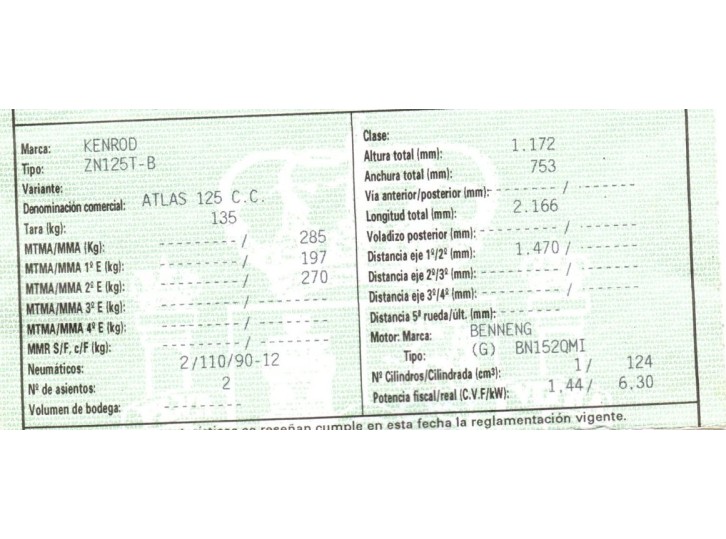 Marca: KENROD
Tipo: ZN125T-B
Variante:
Denominación comercial: ATLAS 125 C.C.
Tara (kg): 135
MTMA/MMA (Kg): - - - - - - - - - / 285
MTMA/MMA 1º E (kg): - - - - - - - - - / 197
MTMA/MMA 2º E (kg): - - - - - - - - - / 270
MTMA/MMA 3º E (kg): - - - - - - - - - / - - - - - - - -
MTMA/MMA 4º E (kg): - - - - - - - - - / - - - - - - - -
MMR S/F, c/F (kg): - - - - - - - - - / - - - - - - - -
Neumáticos: 2/110/90-12
Nº de asientos: 2
Volumen de bodega: - - - - - - - - -
Clase:
Altura total (mm): 1.172
Anchura total (mm): 753
Via anterior/posterior (mm): - - - - - - - - - / - - - - - - - -
Longitud total (mm): 2.166
Voladizo posterior (mm): - - - - - - - - -
Distancia eje 1º/2º (mm): 1.470 / - - - - - - - -
Distancia eje 2º/3º (mm): - - - - - - - - - / - - - - - - - -
Distancia eje 3º/4º (mm): - - - - - - - - - / - - - - - - - -
Distancia 5ª rueda/últ. (mm): - - - - - - - - -
Motor: Marca: BENNENG
Tipo: (G) BN152QMI
Nº Cilindros/Cilindrada (cm³): 1/ 124
Potencia fiscal/real (C.V.F/kW): 1,44/ 6,30
se reseñan cumple en esta fecha la reglamentación vigente.